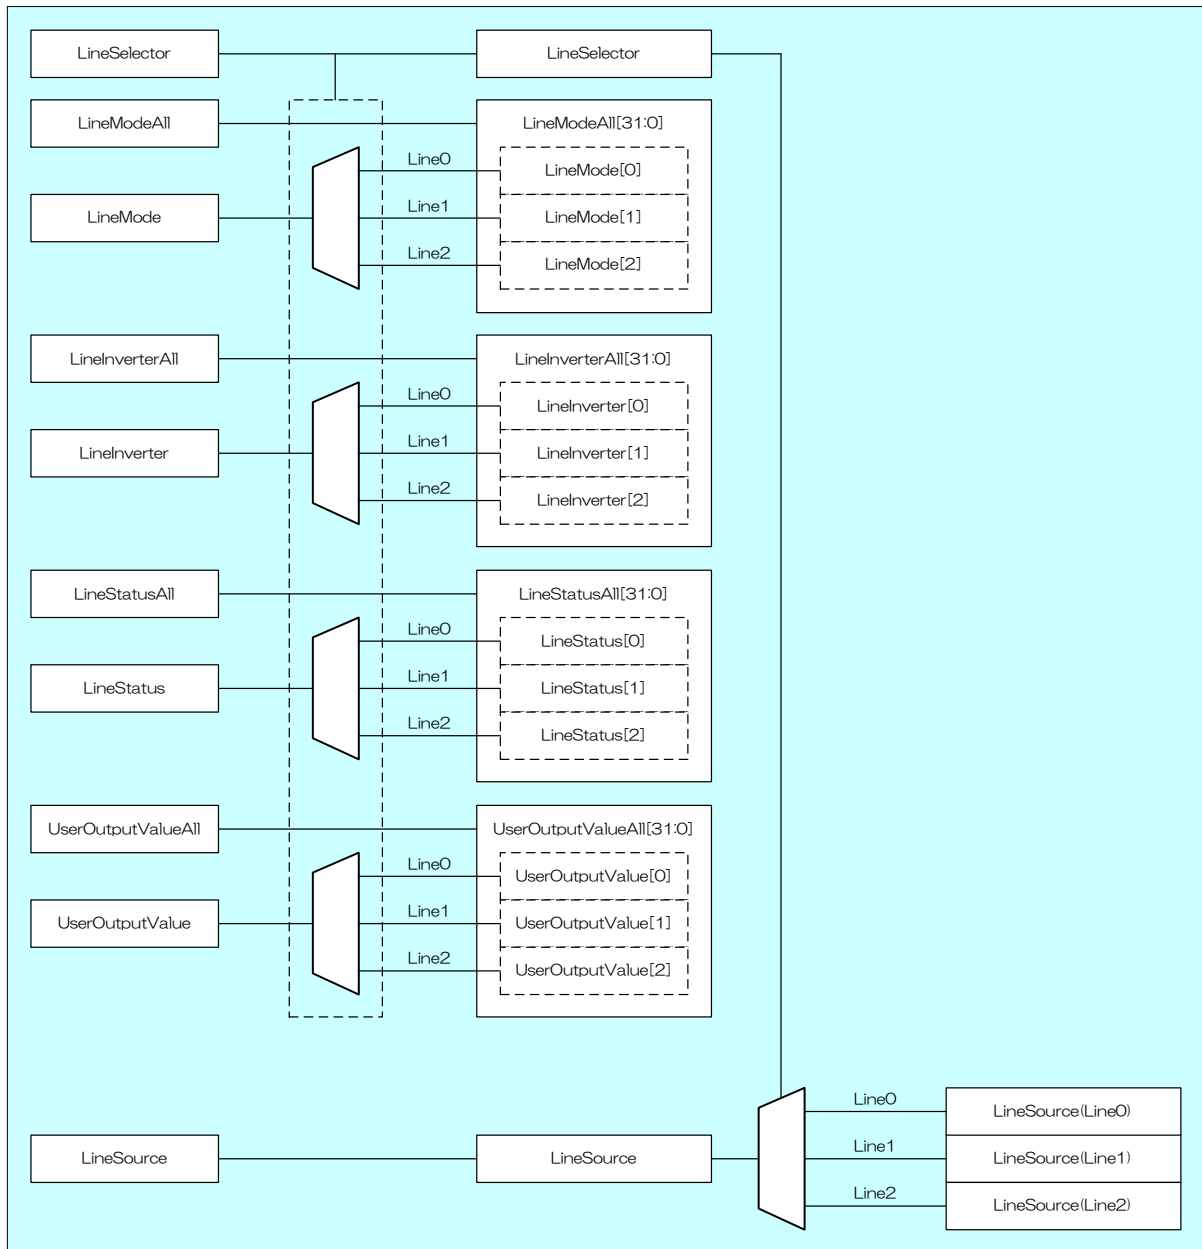 LineSelector
LineSelector
LineModeAll
LineModeAll[31:0]
Line0
LineMode[0]
LineMode
Line1
LineMode[1]
Line2
LineMode[2]
LineInverterAll
LineInverterAll[31:0]
Line0
LineInverter[0]
LineInverter
Line1
LineInverter[1]
Line2
LineInverter[2]
LineStatusAll
LineStatusAll[31:0]
Line0
LineStatus[0]
LineStatus
Line1
LineStatus[1]
Line2
LineStatus[2]
UserOutputValueAll
UserOutputValueAll[31:0]
Line0
UserOutputValue[0]
UserOutputValue
Line1
UserOutputValue[1]
Line2
UserOutputValue[2]
Line0
LineSource(Line0)
LineSource
LineSource
Line1
LineSource(Line1)
Line2
LineSource(Line2)